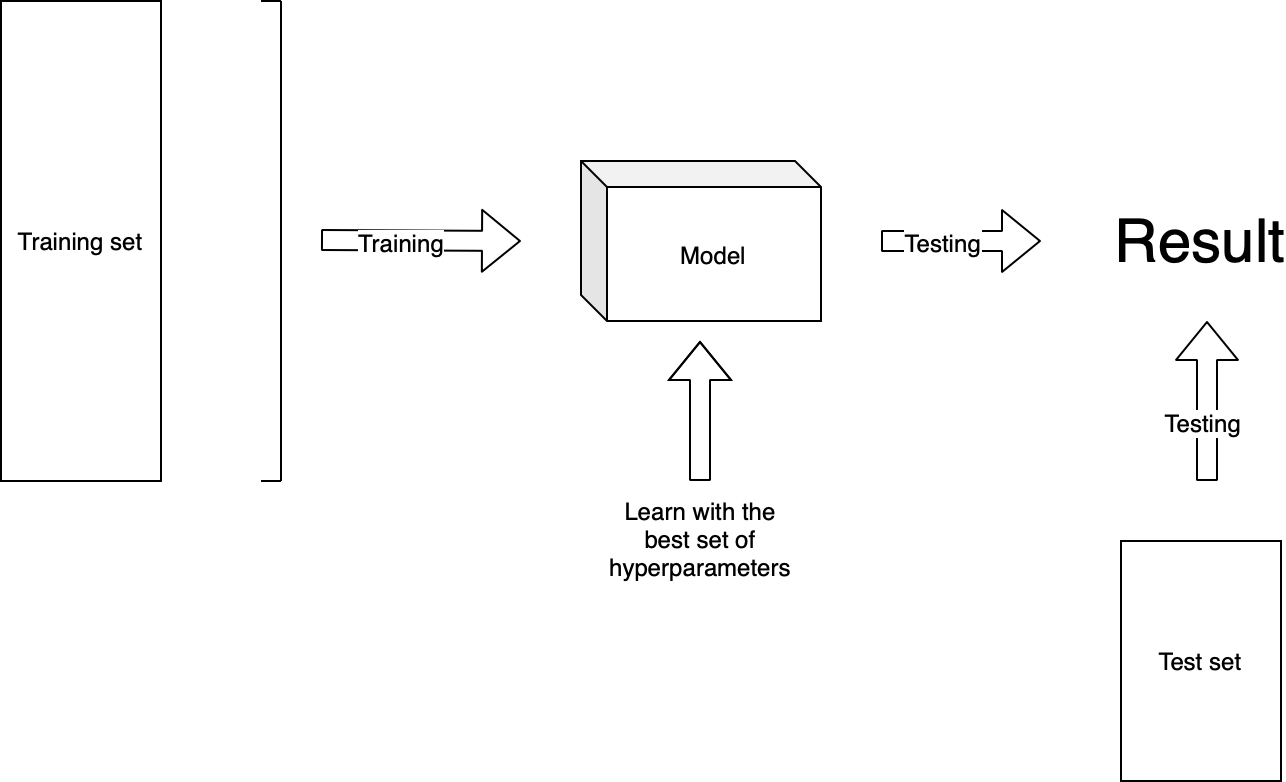 Training set
Training
Model
Testing
Result
Testing
Learn with the
best set of
hyperparameters
Test set